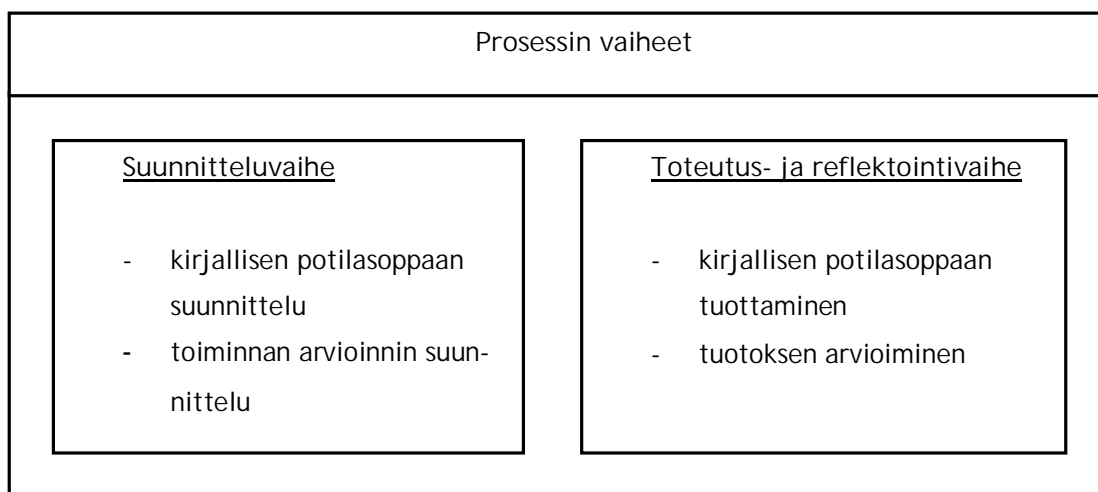 Prosessin vaiheet
Suunnitteluvaihe
- kirjallisen potilasoppaan
suunnittelu
- toiminnan arvioinnin suun-
nittelu
Toteutus- ja reflektointivaihe
- kirjallisen potilasoppaan
tuottaminen
- tuotoksen arvioiminen